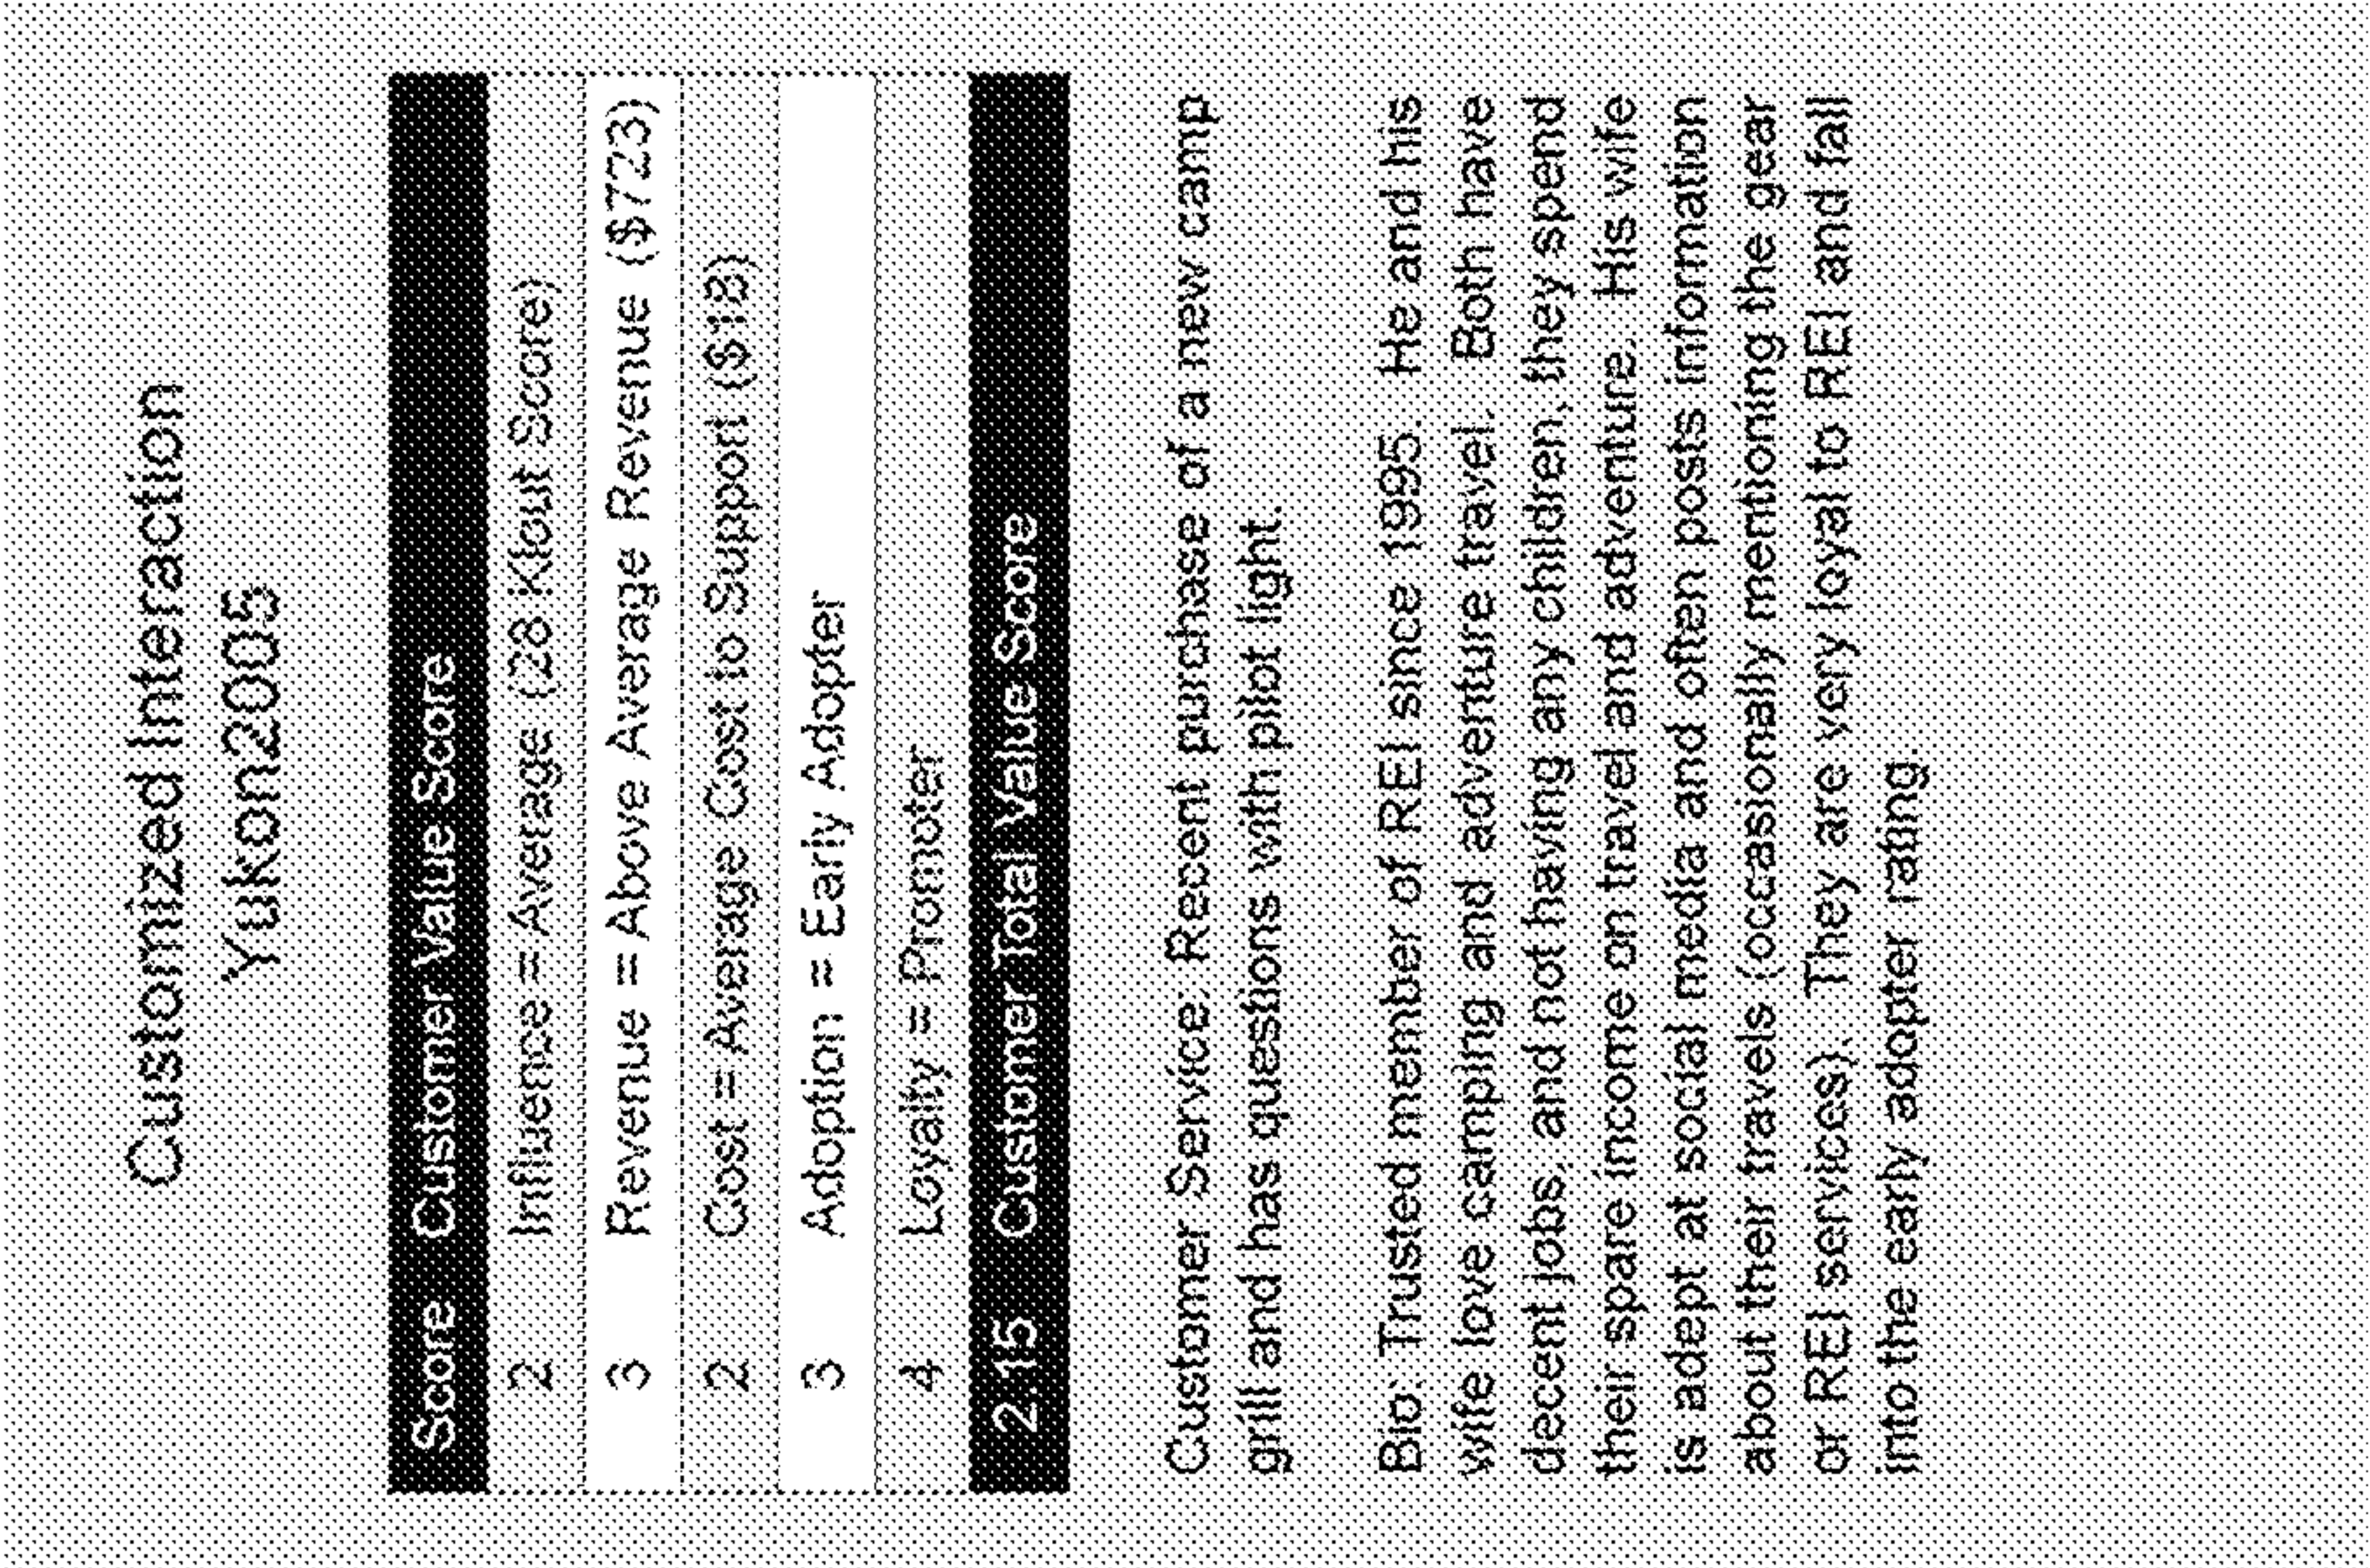 Customized Interaction
Yukon2005
Score Customer Value Score
2 Influence = Average (28 Klout Score)
3 Revenue = Above Average Revenue ($723)
2 Cost = Average Cost to Support ($18)
3 Adoption = Early Adopter
4 Loyalty = Promoter
2.15 Customer Total Value Score
Customer Service: Recent purchase of a new camp
grill and has questions with pilot light.
Bio: Trusted member of REI since 1995. He and his
wife love camping and adventure travel. Both have
decent jobs, and not having any children, they spend
their spare income on travel and adventure. His wife
is adept at social media and often posts information
about their travels (occasionally mentioning the gear
or REI services). They are very loyal to REI and fall
into the early adopter rating.